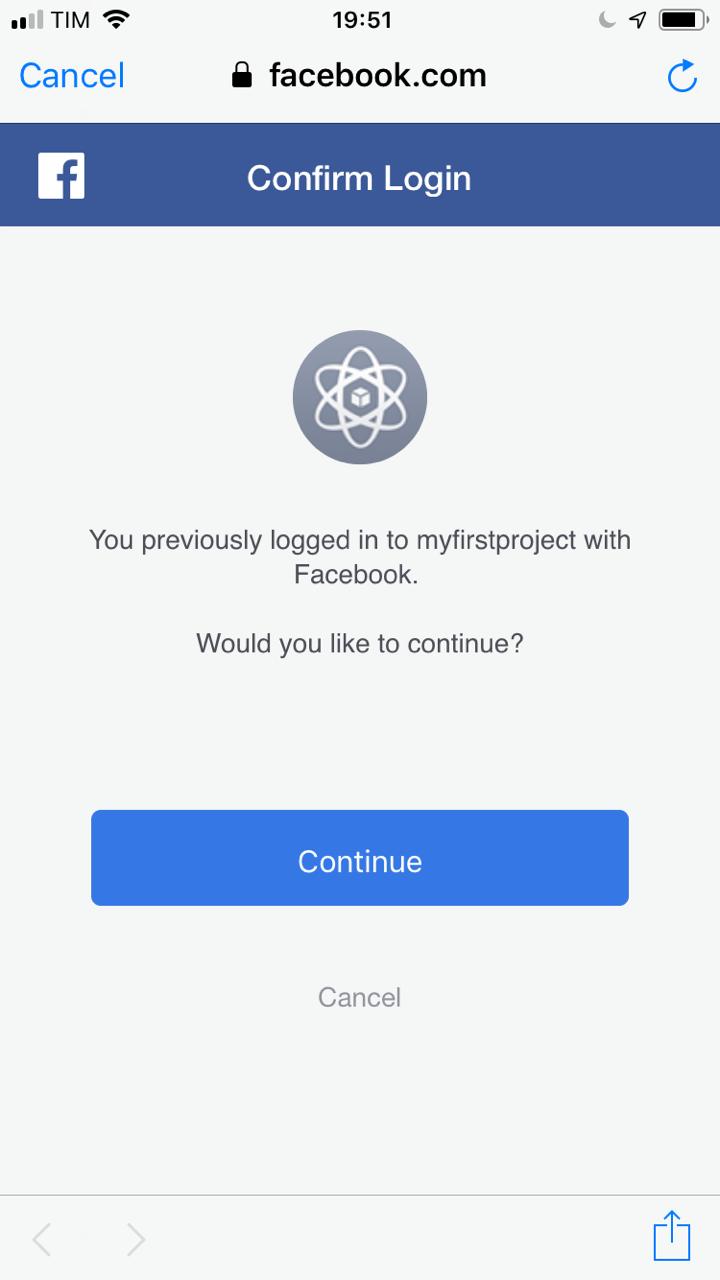 TIM 19:51
Cancel facebook.com
Confirm Login
You previously logged in to myfirstproject with
Facebook.
Would you like to continue?
Continue
Cancel